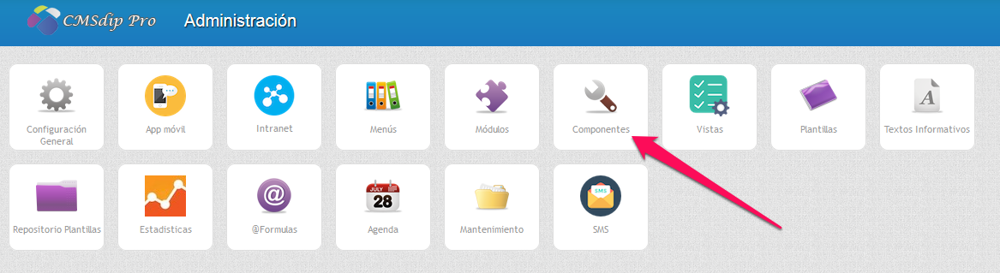 CMSdip Pro Administración
Configuración
General
App móvil
Intranet
Menús
Módulos
Componentes
Vistas
Plantillas
A
Textos Informativos
Repositorio Plantillas
Estadisticas
@
@Formulas
JULY
28
Agenda
Mantenimiento
SMS
SMS